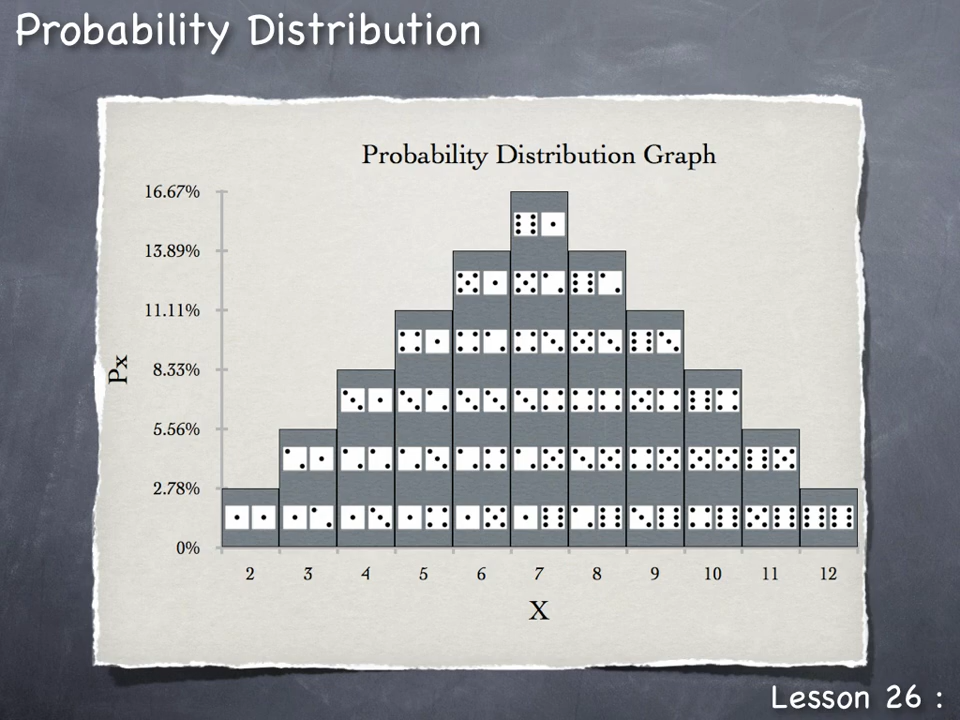 Probability Distribution
Probability Distribution Graph
16.67%
13.89%
11.11%
8.33%
5.56%
2.78%
0%
Px
2 3 4 5 6 7 8 9 10 11 12
X
Lesson 26 :